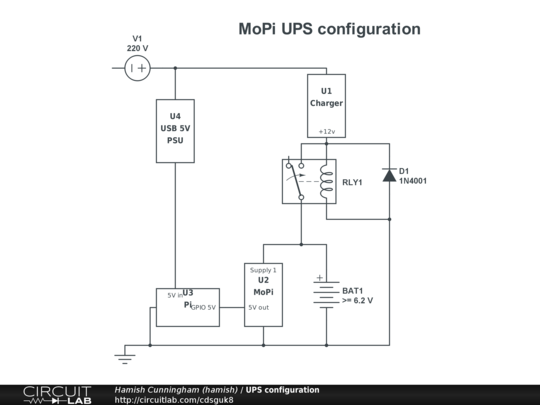 MoPi UPS configuration
V1
220 V
U1
Charger
+12v
U4
USB 5V
PSU
D1
1N4001
RLY1
Supply 1
U2
MoPi
5V out
5V in
U3
Pi
GPIO 5V
+
BAT1
>= 6.2 V
CIRCUIT
LAB
Hamish Cunningham (hamish) / UPS configuration
http://circuitlab.com/cdsguk8